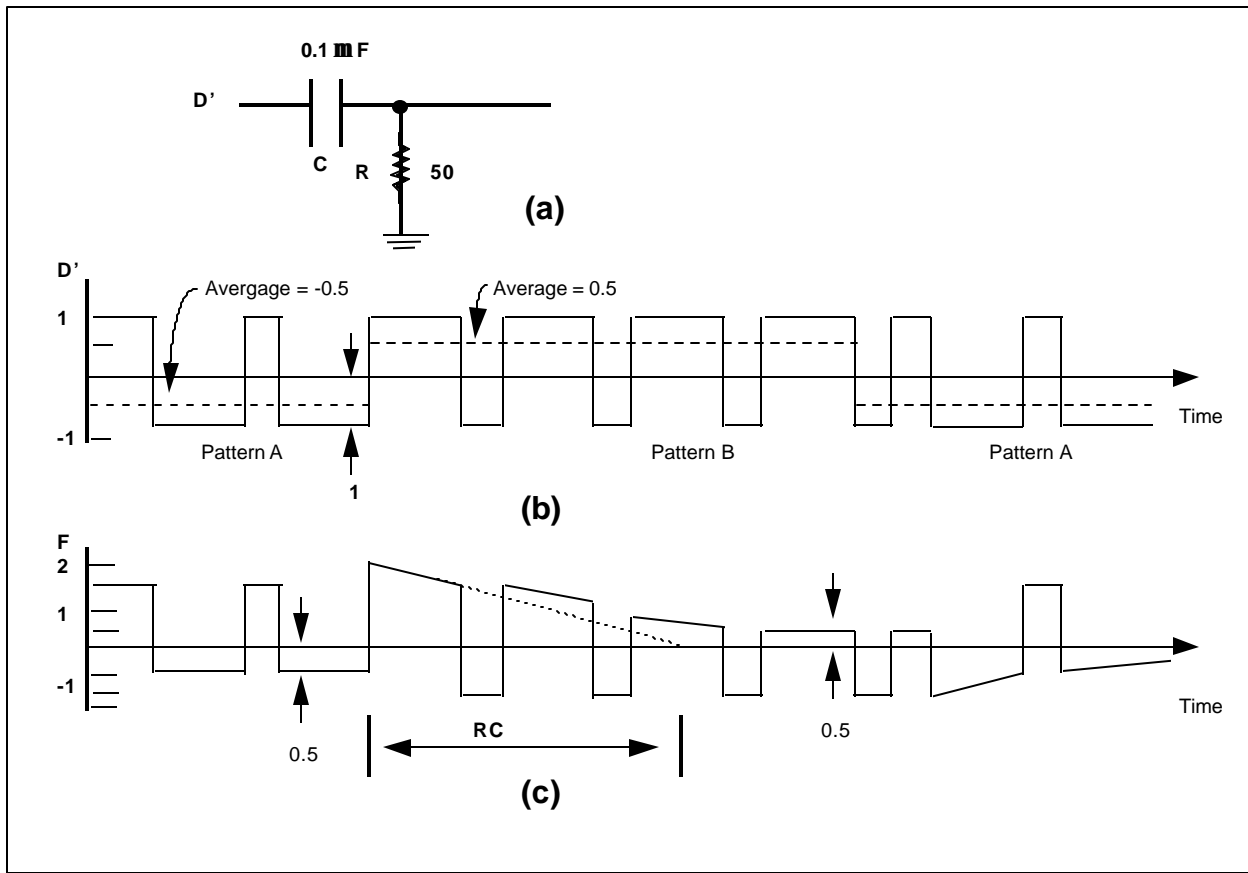 0.1 m F
D’
C
R
50
(a)
D’
Avergage = -0.5
Average = 0.5
1
-1
Time
Pattern A
Pattern B
Pattern A
1
(b)
F
2
1
-1
Time
0.5
RC
0.5
(c)